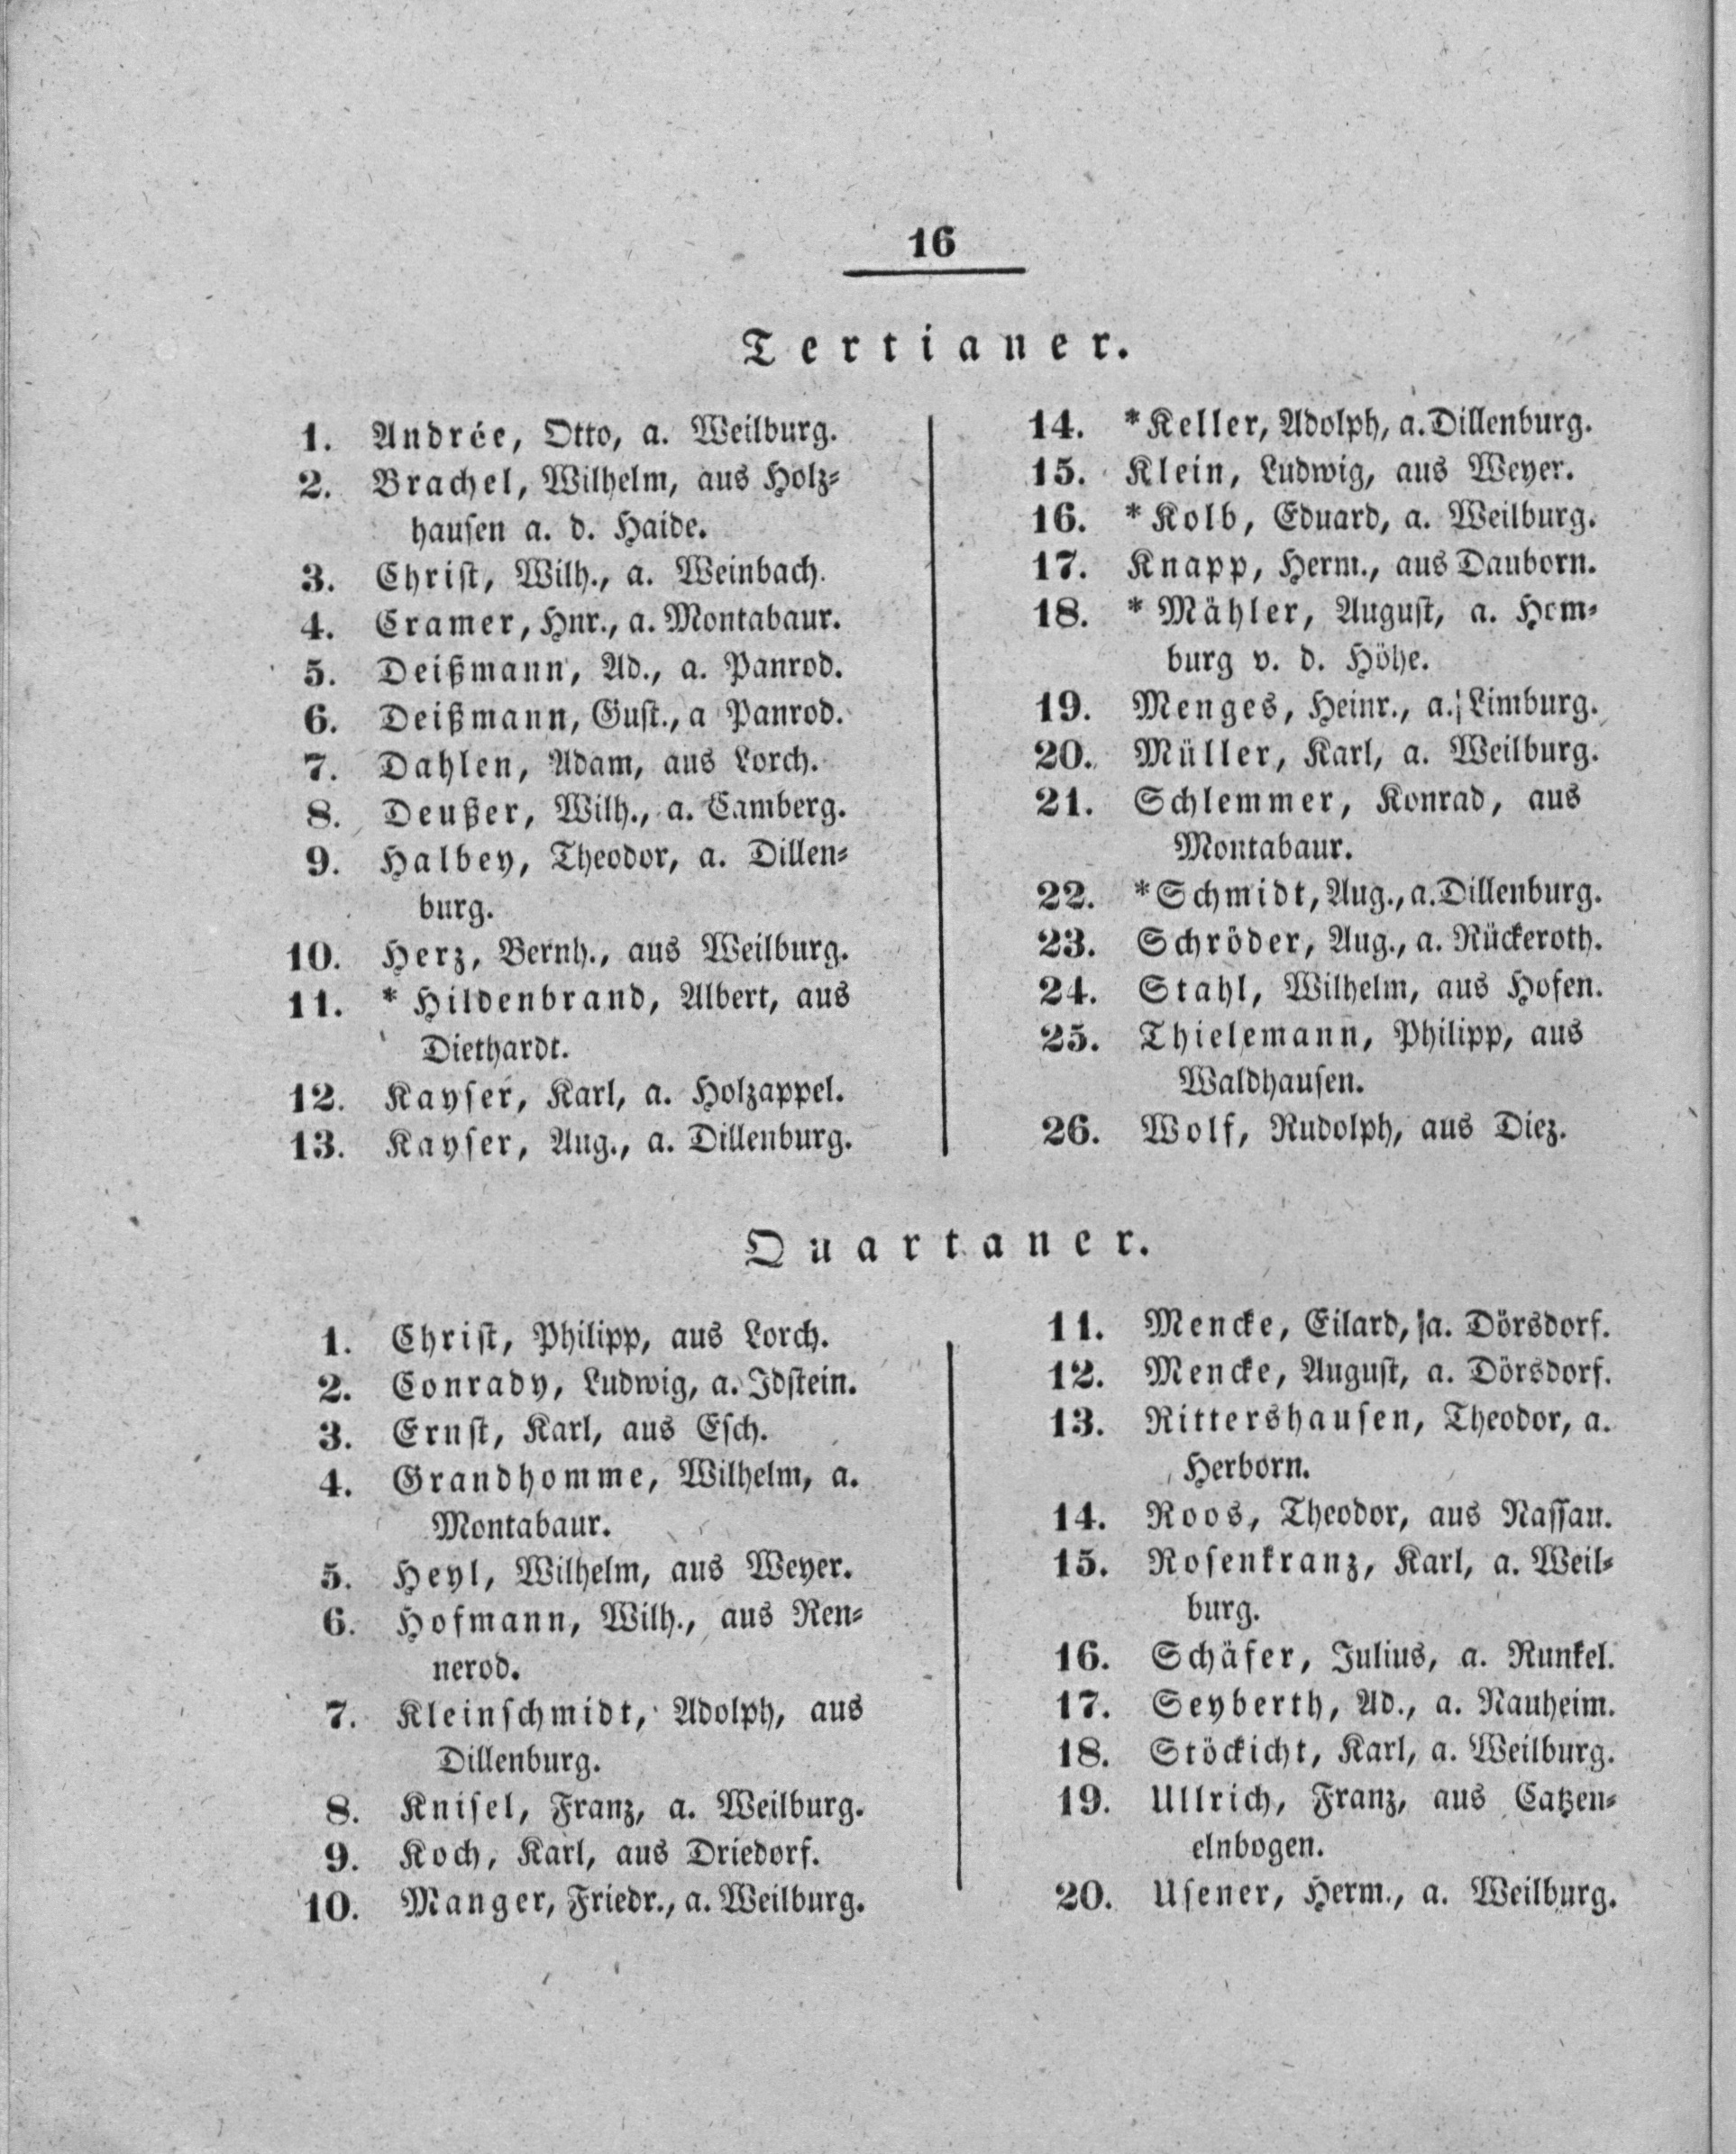 16
Tertianer.
1. Andrée, Otto, a. Weilburg.
2. Brachel, Wilhelm, aus Holz-
hausen a. d. Haide.
3. Christ, Wilh., a. Weinbach.
4. Cramer, Hnr., a. Montabaur.
5. Deißmann, Ad., a. Panrod.
6. Deißmann, Gust., a Panrod.
7. Dahlen, Adam, aus Lorch.
8. Deußer, Wilh., a. Camberg.
9. Halbey, Theodor, a. Dillen-
burg.
10. Herz, Bernh., aus Weilburg.
11. * Hildenbrand, Albert, aus
Diethardt.
12. Kayser, Karl, a. Holzappel.
13. Kayser, Aug., a. Dillenburg.
14. *Keller, Adolph, a. Dillenburg.
15. Klein, Ludwig, aus Weyer.
16. *Kolb, Eduard, a. Weilburg.
17. Knapp, Herm., aus Dauborn.
18. * Mähler, August, a. Hom-
burg v. d. Höhe.
19. Menges, Heinr., a. Limburg.
20. Müller, Karl, a. Weilburg.
21. Schlemmer, Konrad, aus
Montabaur.
22. *Schmidt, Aug., a. Dillenburg.
23. Schröder, Aug., a. Rückeroth.
24. Stahl, Wilhelm, aus Hofen.
25. Thielemann, Philipp, aus
Waldhausen.
26. Wolf, Rudolph, aus Diez.
Quartaner.
1. Christ, Philipp, aus Lorch.
2. Conrady, Ludwig, a. Idstein.
3. Ernst, Karl, aus Esch.
4. Grandhomme, Wilhelm, a.
Montabaur.
5. Heyl, Wilhelm, aus Weyer.
6. Hofmann, Wilh., aus Ren-
nerod.
7. Kleinschmidt, Adolph, aus
Dillenburg.
8. Knisel, Franz, a. Weilburg.
9. Koch, Karl, aus Driedorf.
10. Manger, Friedr., a. Weilburg.
11. Mencke, Eilard, a. Dörsdorf.
12. Mencke, August, a. Dörsdorf.
13. Rittershausen, Theodor, a.
Herborn.
14. Roos, Theodor, aus Nassau.
15. Rosenkranz, Karl, a. Weil-
burg.
16. Schäfer, Julius, a. Runkel.
17. Seyberth, Ad., a. Nauheim.
18. Stöckicht, Karl, a. Weilburg.
19. Ullrich, Franz, aus Catzen-
elnbogen.
20. Usener, Herm., a. Weilburg.